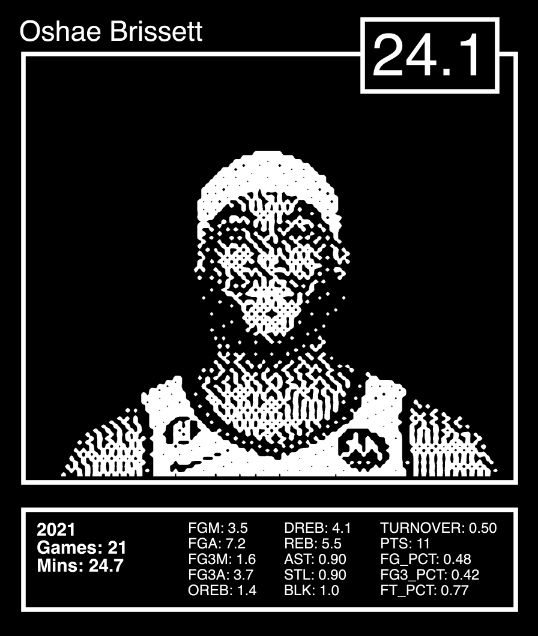 Oshae Brissett
24.1
2021
Games: 21
Mins: 24.7
FGM: 3.5
FGA: 7.2
FG3M: 1.6
FG3A: 3.7
OREB: 1.4
DREB: 4.1
REB: 5.5
AST: 0.90
STL: 0.90
BLK: 1.0
TURNOVER: 0.50
PTS: 11
FG_PCT: 0.48
FG3_PCT: 0.42
FT_PCT: 0.77